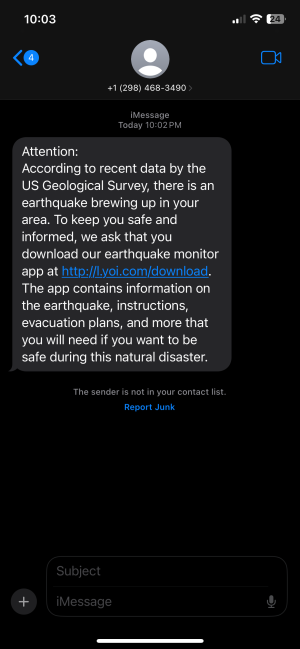 10:03
24
4
+1 (298) 468-3490 >
iMessage
Today 10:02 PM
Attention:
According to recent data by the
US Geological Survey, there is an
earthquake brewing up in your
area. To keep you safe and
informed, we ask that you
download our earthquake monitor
app at http://l.yoi.com/download.
The app contains information on
the earthquake, instructions,
evacuation plans, and more that
you will need if you want to be
safe during this natural disaster.
The sender is not in your contact list.
Report Junk
Subject
iMessage